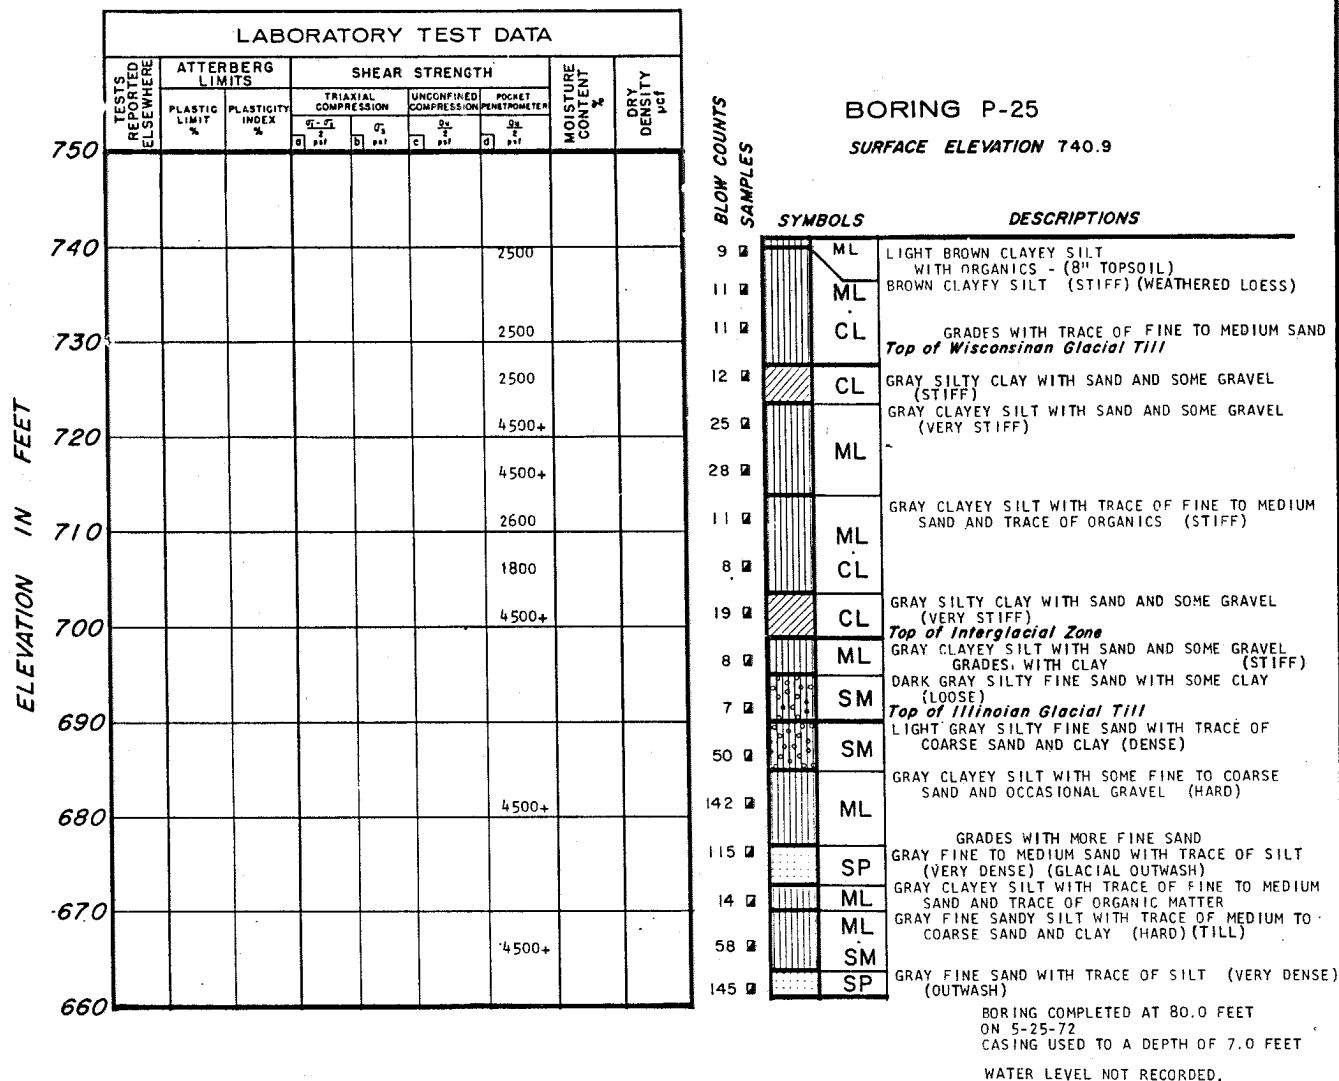 LABORATORY TEST DATA
TESTS REPORTED ELSEWHERE
ATTERBERG LIMITS
SHEAR STRENGTH
MOISTURE CONTENT %
DRY DENSITY pcf
PLASTIC LIMIT %
PLASTICITY INDEX %
TRIAXIAL COMPRESSION
UNCONFINED COMPRESSION
POCKET PENETROMETER
a psf
b psf
c psf
d psf
ELEVATION IN FEET
750
740
730
720
710
700
690
680
670
660
2500
2500
2500
4500+
4500+
2600
1800
4500+
4500+
4500+
BORING P-25
SURFACE ELEVATION 740.9
BLOW COUNTS
SAMPLES
SYMBOLS DESCRIPTIONS
9 ML LIGHT BROWN CLAYEY SILT
WITH ORGANICS - (8" TOPSOIL)
11 ML BROWN CLAYFY SILT (STIFF) (WEATHERED LOESS)
11 CL GRADES WITH TRACE OF FINE TO MEDIUM SAND
Top of Wisconsinan Glacial Till
12 CL GRAY SILTY CLAY WITH SAND AND SOME GRAVEL
(STIFF)
GRAY CLAYEY SILT WITH SAND AND SOME GRAVEL
25 (VERY STIFF)
ML
28
GRAY CLAYEY SILT WITH TRACE OF FINE TO MEDIUM
11 SAND AND TRACE OF ORGANICS (STIFF)
ML
8 CL
GRAY SILTY CLAY WITH SAND AND SOME GRAVEL
19 CL (VERY STIFF)
Top of Interglacial Zone
GRAY CLAYEY SILT WITH SAND AND SOME GRAVEL
8 ML GRADES WITH CLAY (STIFF)
DARK GRAY SILTY FINE SAND WITH SOME CLAY
SM (LOOSE)
7 Top of Illinoian Glacial Till
LIGHT GRAY SILTY FINE SAND WITH TRACE OF
50 SM COARSE SAND AND CLAY (DENSE)
GRAY CLAYEY SILT WITH SOME FINE TO COARSE
SAND AND OCCASIONAL GRAVEL (HARD)
142 ML
GRADES WITH MORE FINE SAND
115 GRAY FINE TO MEDIUM SAND WITH TRACE OF SILT
SP (VERY DENSE) (GLACIAL OUTWASH)
GRAY CLAYEY SILT WITH TRACE OF FINE TO MEDIUM
14 ML SAND AND TRACE OF ORGANIC MATTER
ML GRAY FINE SANDY SILT WITH TRACE OF MEDIUM TO
COARSE SAND AND CLAY (HARD) (TILL)
58 SM
GRAY FINE SAND WITH TRACE OF SILT (VERY DENSE)
145 SP (OUTWASH)
BORING COMPLETED AT 80.0 FEET
ON 5-25-72
CASING USED TO A DEPTH OF 7.0 FEET
WATER LEVEL NOT RECORDED.